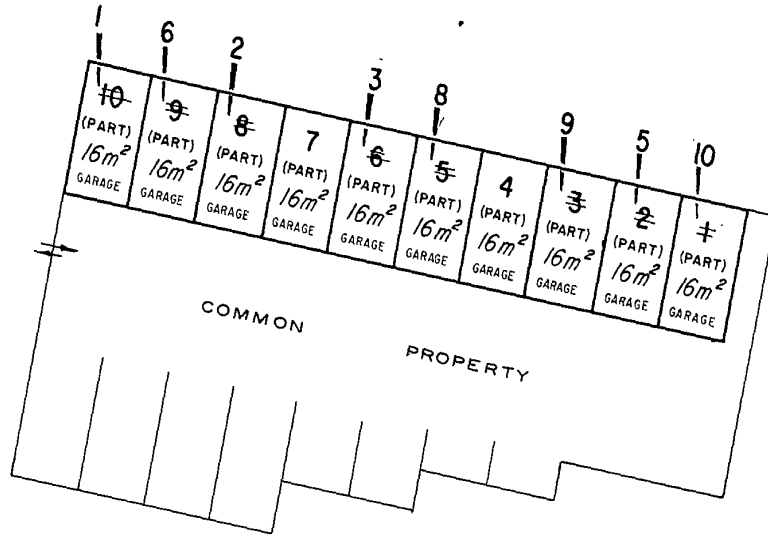 1
6
2
3
8
9
5
10
10
(PART)
16m²
GARAGE
9
(PART)
16m²
GARAGE
8
(PART)
16m²
GARAGE
7
(PART)
16m²
GARAGE
6
(PART)
16m²
GARAGE
5
(PART)
16m²
GARAGE
4
(PART)
16m²
GARAGE
3
(PART)
16m²
GARAGE
2
(PART)
16m²
GARAGE
1
(PART)
16m²
GARAGE
COMMON PROPERTY